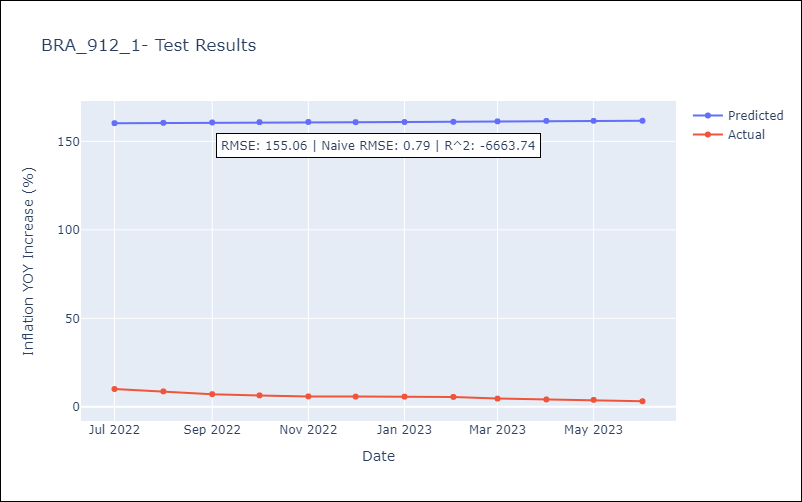 BRA_912_1- Test Results
Predicted
Actual
RMSE: 155.06 | Naive RMSE: 0.79 | R^2: -6663.74
Inflation YOY Increase (%)
150
100
50
0
Jul 2022
Sep 2022
Nov 2022
Jan 2023
Mar 2023
May 2023
Date